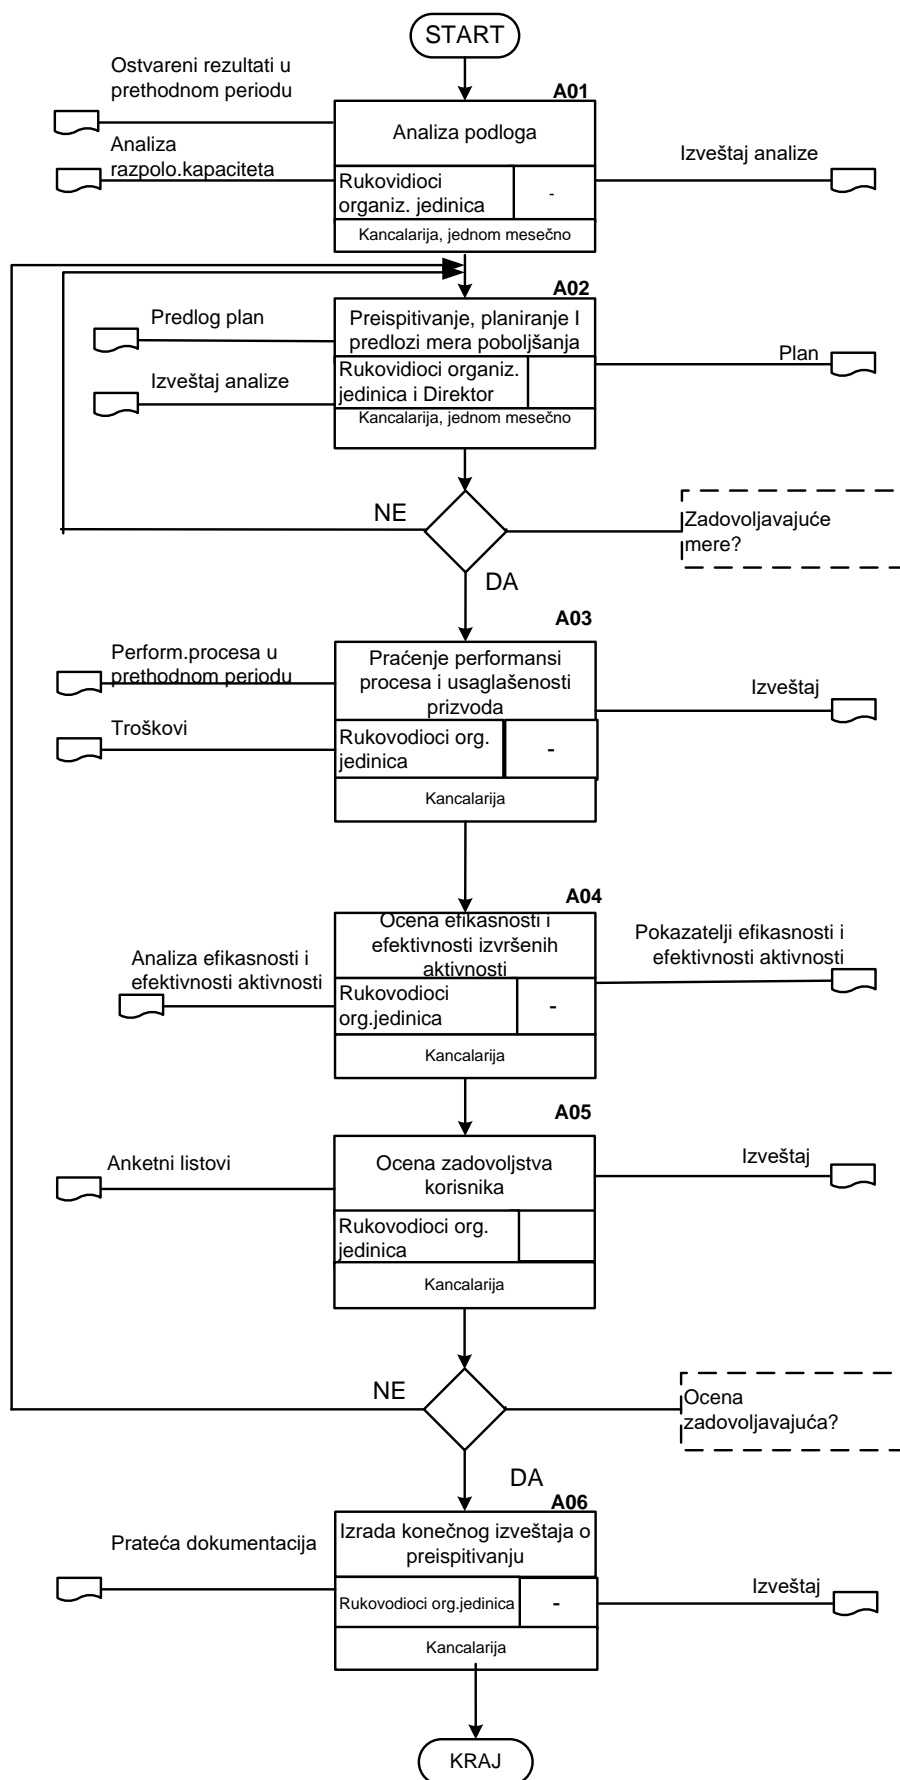 START
Ostvareni rezultati u
prethodnom periodu
A01
Analiza podloga
Analiza
razpolo.kapaciteta
Izveštaj analize
Rukovidioci
organiz. jedinica
-
Kancalarija, jednom mesečno
A02
Predlog plan
Preispitivanje, planiranje I
predlozi mera poboljšanja
Plan
Izveštaj analize
Rukovidioci organiz.
jedinica i Direktor
Kancalarija, jednom mesečno
NE
Zadovoljavajuće
mere?
DA
A03
Perform.procesa u
prethodnom periodu
Praćenje performansi
procesa i usaglašenosti
prizvoda
Izveštaj
Troškovi
Rukovodioci org.
jedinica
-
Kancalarija
A04
Ocena efikasnosti i
efektivnosti izvršenih
aktivnosti
Pokazatelji efikasnosti i
efektivnosti aktivnosti
Analiza efikasnosti i
efektivnosti aktivnosti
Rukovodioci
org.jedinica
-
Kancalarija
A05
Anketni listovi
Ocena zadovoljstva
korisnika
Izveštaj
Rukovodioci org.
jedinica
Kancalarija
NE
Ocena
zadovoljavajuća?
DA
A06
Izrada konečnog izveštaja o
preispitivanju
Prateća dokumentacija
Izveštaj
Rukovodioci org.jedinica
-
Kancalarija
KRAJ